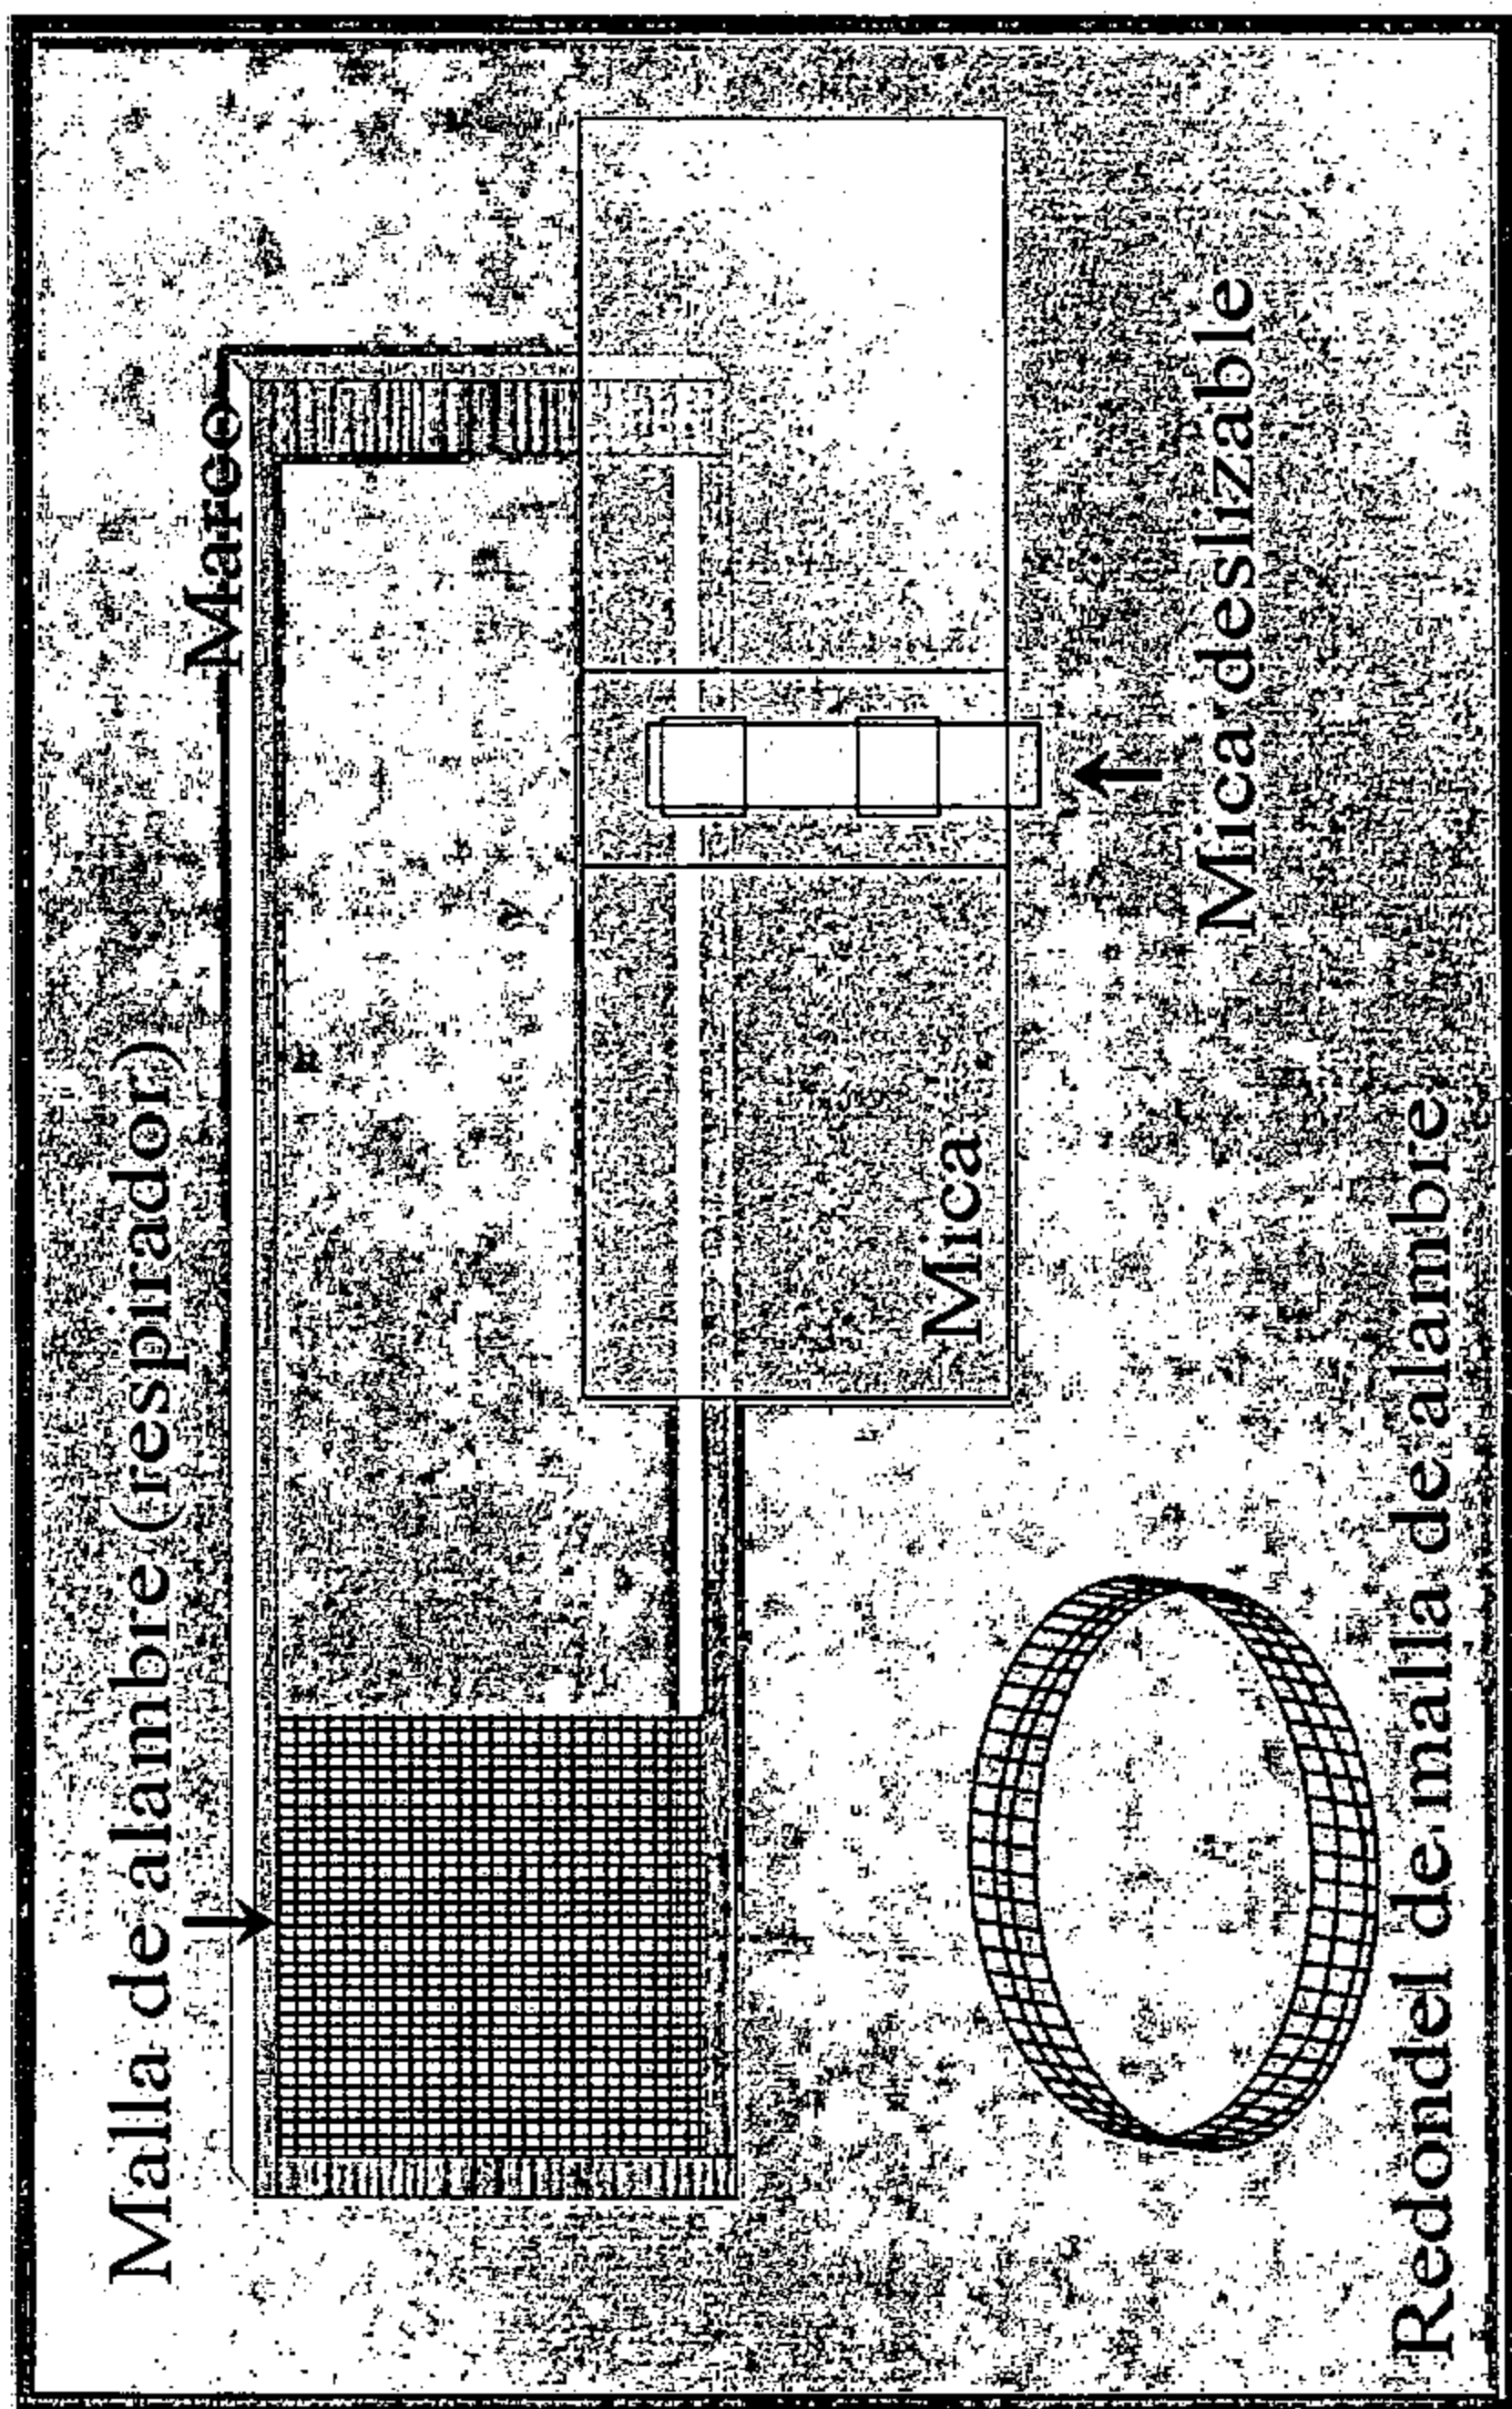 Malla de alambre (respirador)
Marco
Mica
Mica deslizable
Redondel de malla de alambre